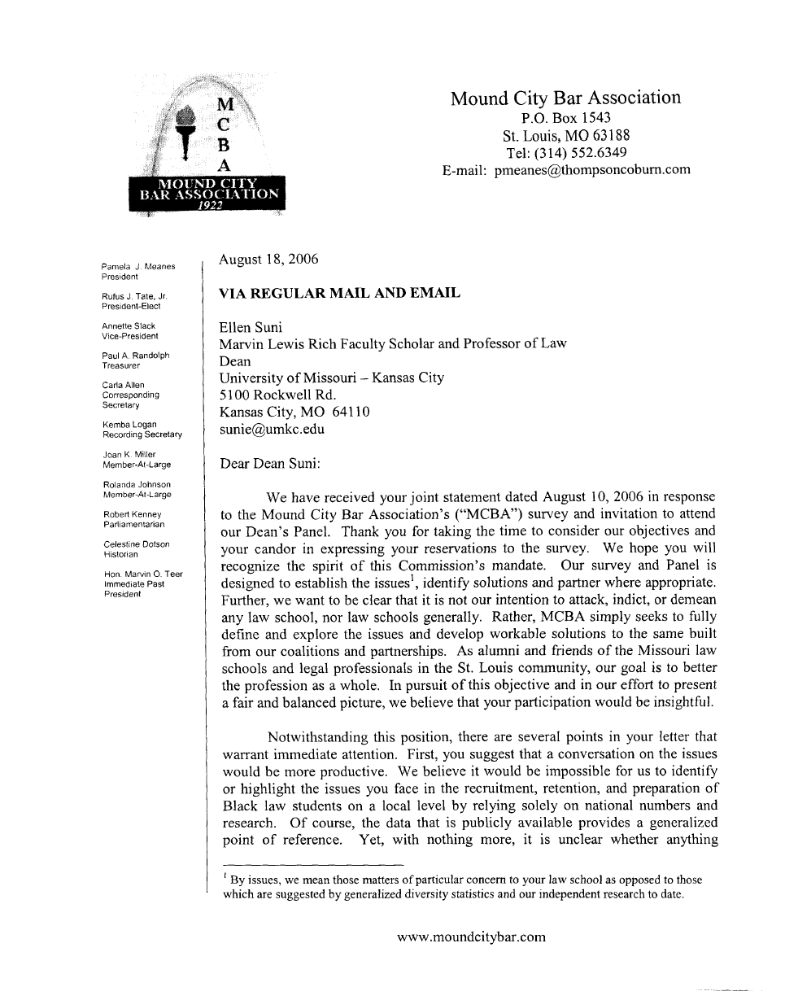 M
C
B
A
MOUND CITY
BAR ASSOCIATION
1922
Mound City Bar Association
P.O. Box 1543
St. Louis, MO 63188
Tel: (314) 552.6349
E-mail: pmeanes@thompsoncoburn.com
Pamela J. Meanes
President
Rufus J. Tate, Jr.
President-Elect
Annette Slack
Vice-President
Paul A. Randolph
Treasurer
Carla Allen
Corresponding
Secretary
Kemba Logan
Recording Secretary
Joan K. Miller
Member-At-Large
Rolanda Johnson
Member-At-Large
Robert Kenney
Parliamentarian
Celestine Dotson
Historian
Hon. Marvin O. Teer
Immediate Past
President
August 18, 2006
VIA REGULAR MAIL AND EMAIL
Ellen Suni
Marvin Lewis Rich Faculty Scholar and Professor of Law
Dean
University of Missouri – Kansas City
5100 Rockwell Rd.
Kansas City, MO 64110
sunie@umkc.edu
Dear Dean Suni:
We have received your joint statement dated August 10, 2006 in response
to the Mound City Bar Association's ("MCBA") survey and invitation to attend
our Dean's Panel. Thank you for taking the time to consider our objectives and
your candor in expressing your reservations to the survey. We hope you will
recognize the spirit of this Commission's mandate. Our survey and Panel is
designed to establish the issues¹, identify solutions and partner where appropriate.
Further, we want to be clear that it is not our intention to attack, indict, or demean
any law school, nor law schools generally. Rather, MCBA simply seeks to fully
define and explore the issues and develop workable solutions to the same built
from our coalitions and partnerships. As alumni and friends of the Missouri law
schools and legal professionals in the St. Louis community, our goal is to better
the profession as a whole. In pursuit of this objective and in our effort to present
a fair and balanced picture, we believe that your participation would be insightful.
Notwithstanding this position, there are several points in your letter that
warrant immediate attention. First, you suggest that a conversation on the issues
would be more productive. We believe it would be impossible for us to identify
or highlight the issues you face in the recruitment, retention, and preparation of
Black law students on a local level by relying solely on national numbers and
research. Of course, the data that is publicly available provides a generalized
point of reference. Yet, with nothing more, it is unclear whether anything
¹ By issues, we mean those matters of particular concern to your law school as opposed to those
which are suggested by generalized diversity statistics and our independent research to date.
www.moundcitybar.com